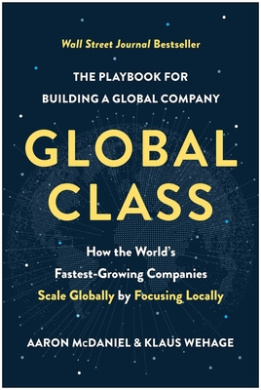 Wall Street Journal Bestseller
THE PLAYBOOK FOR
BUILDING A GLOBAL COMPANY
GLOBAL
CLASS
How the World's
Fastest-Growing Companies
Scale Globally by Focusing Locally
AARON McDANIEL & KLAUS WEHAGE